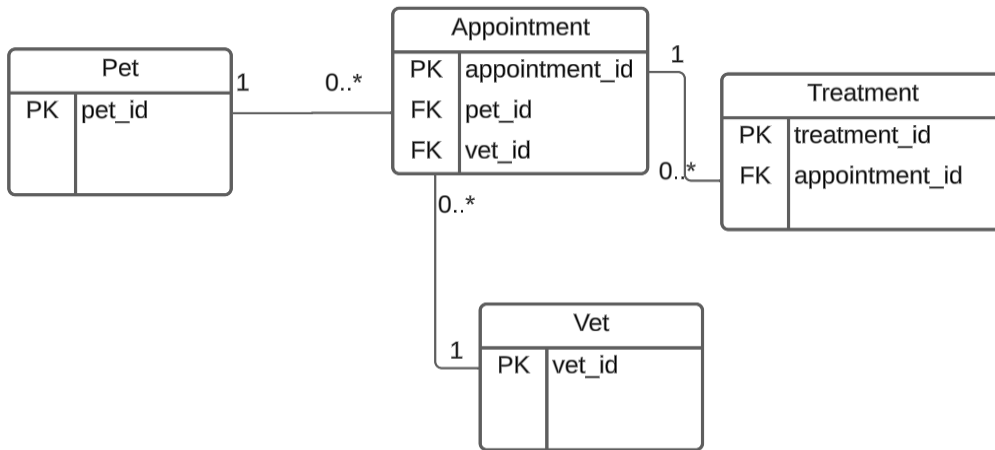 Pet
PK pet_id
1
0..*
Appointment
PK appointment_id
FK pet_id
FK vet_id
1
0..*
Treatment
PK treatment_id
FK appointment_id
0..*
1
Vet
PK vet_id